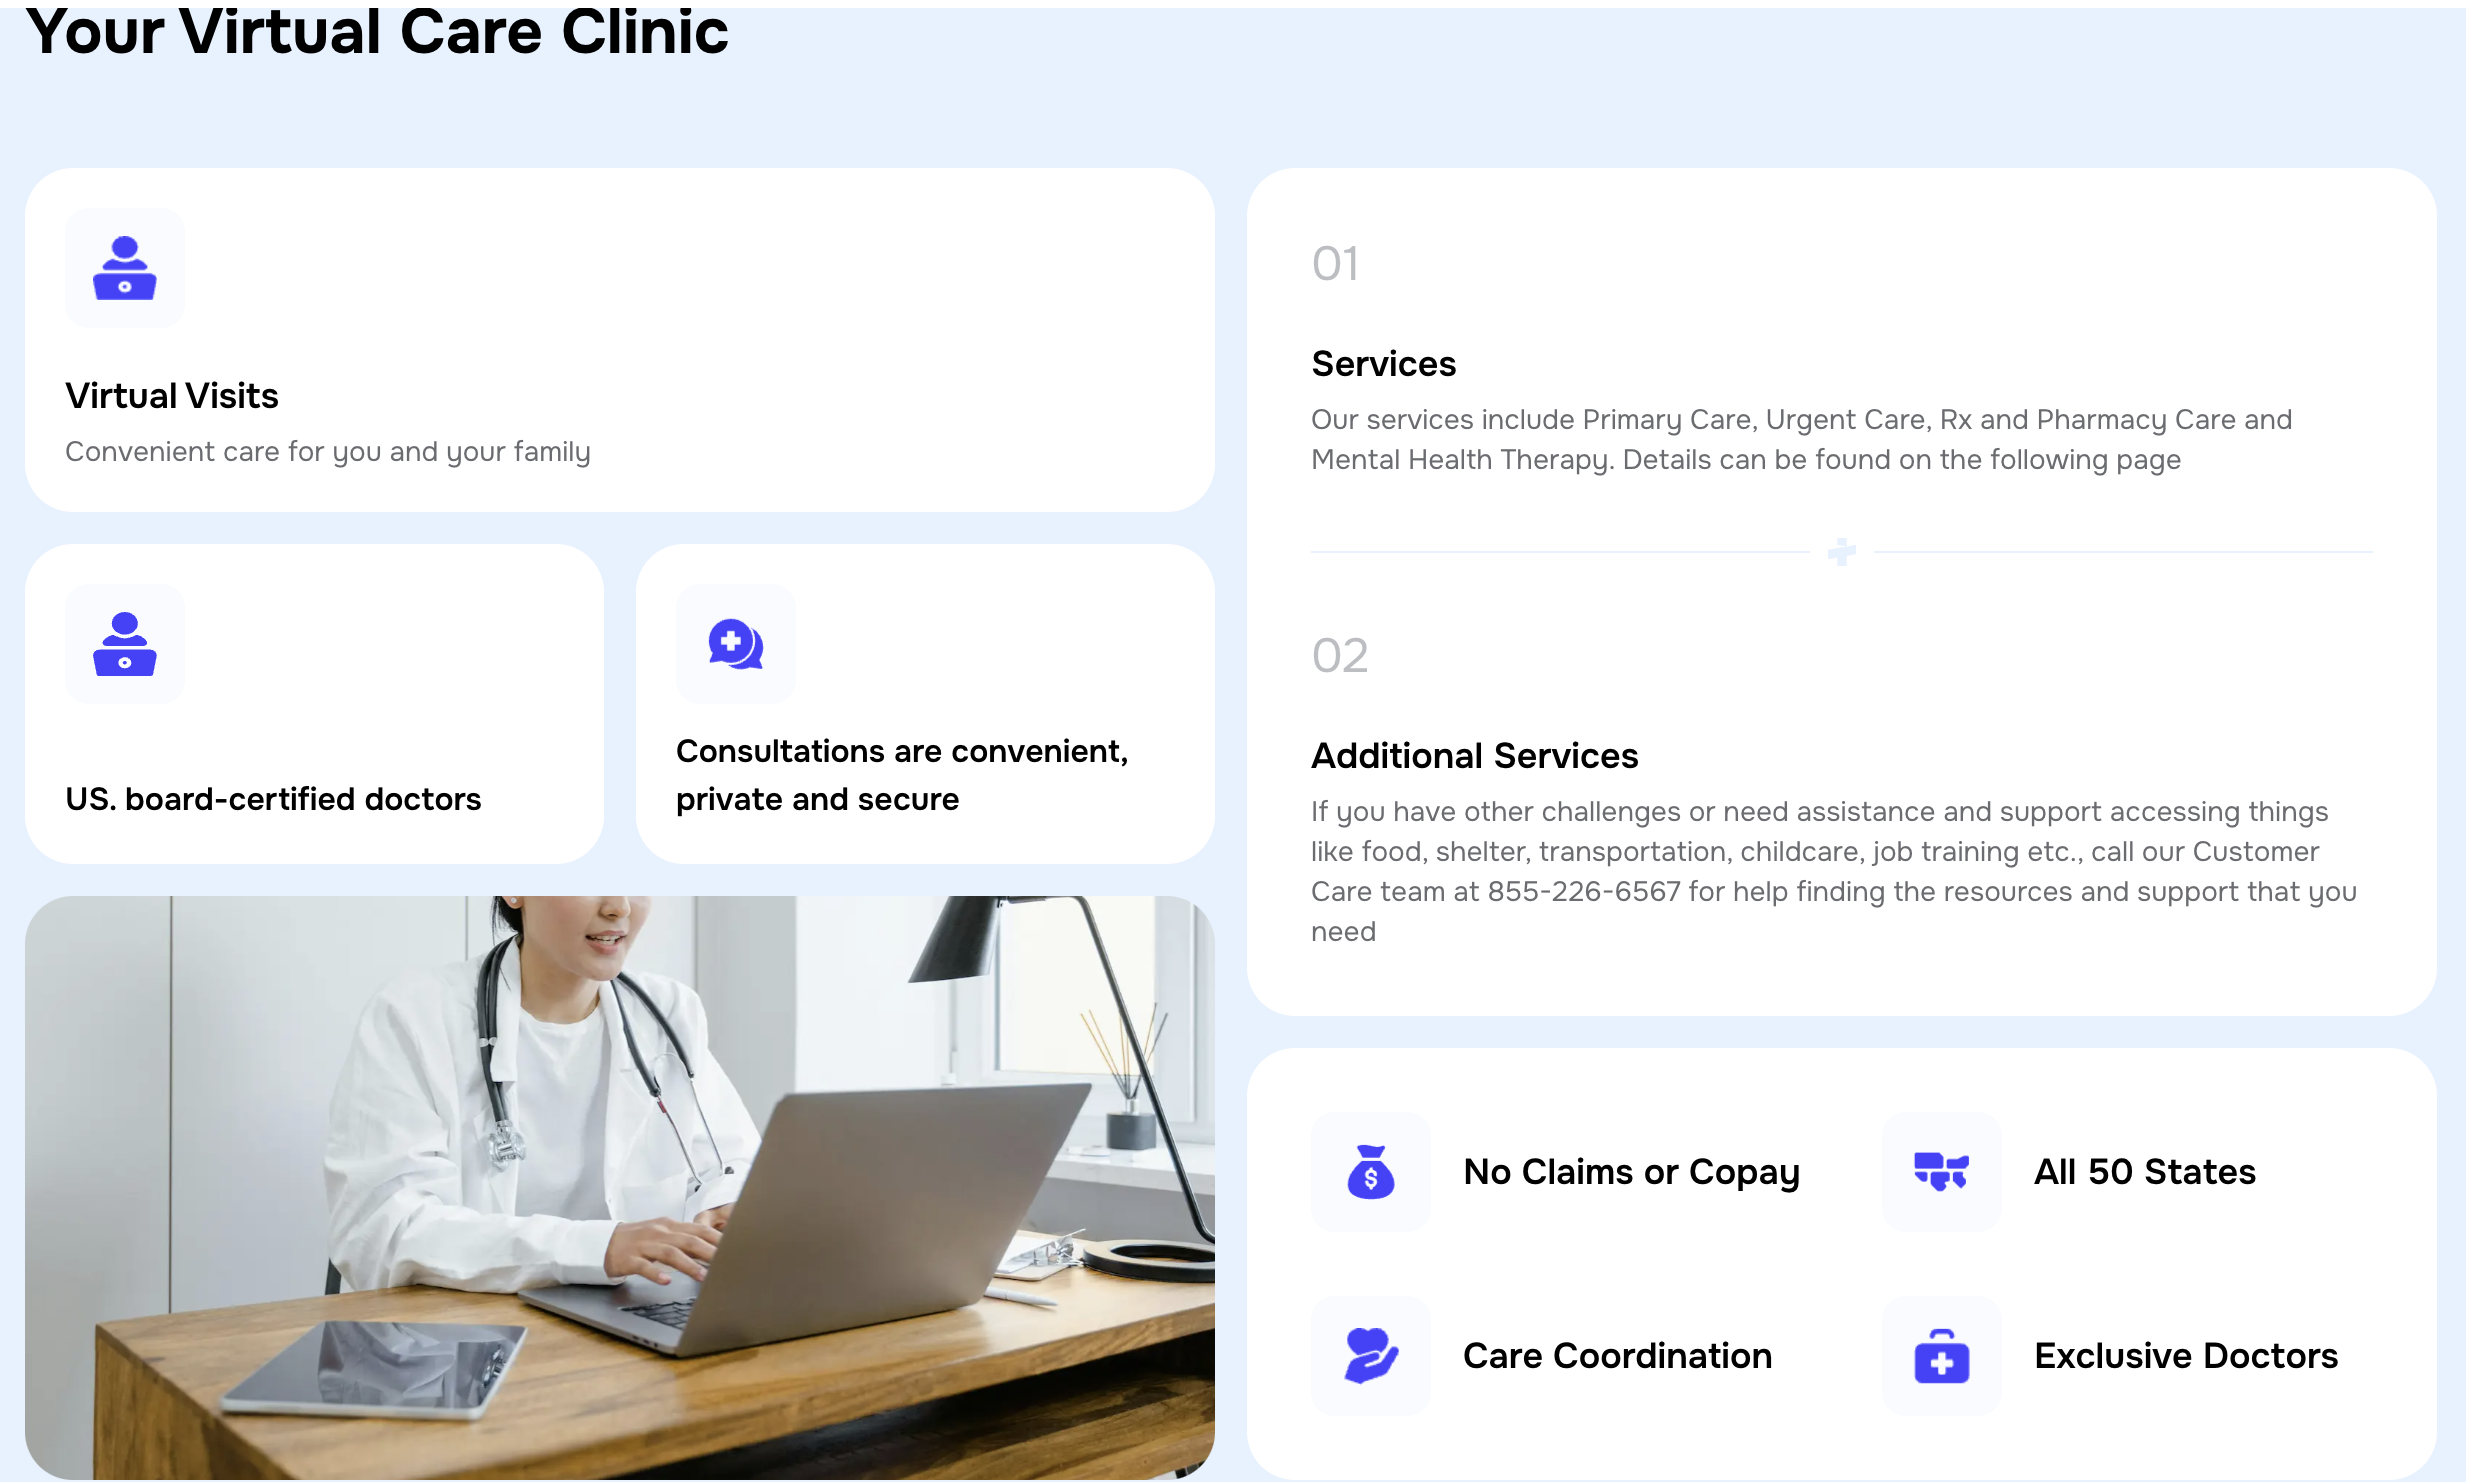 Your Virtual Care Clinic
Virtual Visits
Convenient care for you and your family
US. board-certified doctors
Consultations are convenient,
private and secure
01
Services
Our services include Primary Care, Urgent Care, Rx and Pharmacy Care and
Mental Health Therapy. Details can be found on the following page
02
Additional Services
If you have other challenges or need assistance and support accessing things
like food, shelter, transportation, childcare, job training etc., call our Customer
Care team at 855-226-6567 for help finding the resources and support that you
need
No Claims or Copay
All 50 States
Care Coordination
Exclusive Doctors